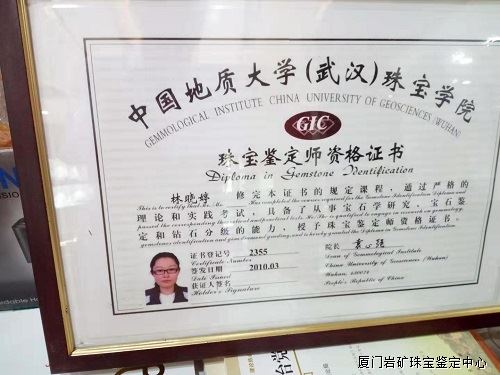 中国地质大学(武汉)珠宝学院
GEMMOLOGICAL INSTITUTE CHINA UNIVERSITY OF GEOSCIENCES (WUHAN)
GIC
珠宝鉴定师资格证书
Diploma in Gemstone Identification
林晓婷 修完本证书的规定课程,通过严格的
理论和实践考试,具备了从事宝石学研究、宝石鉴
定和钻石分级的能力、授予珠宝鉴定师资格证书。
证书登记号 2355
Certificate Number
签发日期 2010.03
Date Issued
获证人签名
Holder's Signature
院长
Dean of Gemmological Institute
China University of Geosciences (Wuhan)
Wuhan, 430074
People's Republic of China
厦门岩矿珠宝鉴定中心